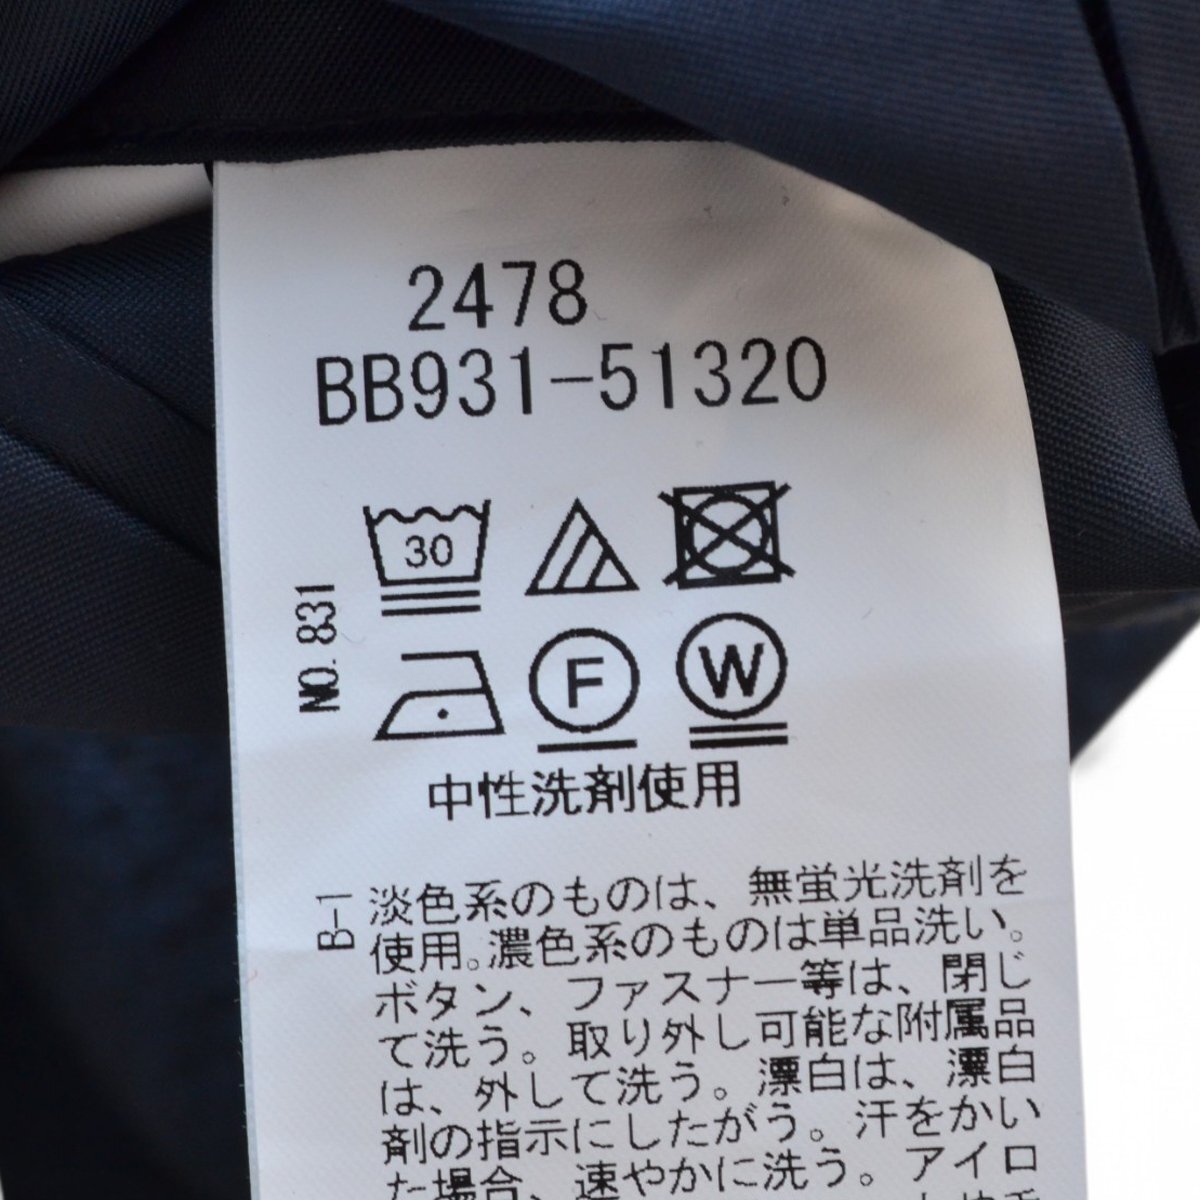 2478
BB931-51320
30
NO. 831
F
W
中性洗剤使用
B-1
淡色系のものは、無蛍光洗剤を
使用。濃色系のものは単品洗い。
ボタン、ファスナー等は、閉じ
て洗う。取り外し可能な附属品
は、外して洗う。漂白は、漂白
剤の指示にしたがう。汗をかい
た場合、速やかに洗う。アイロ